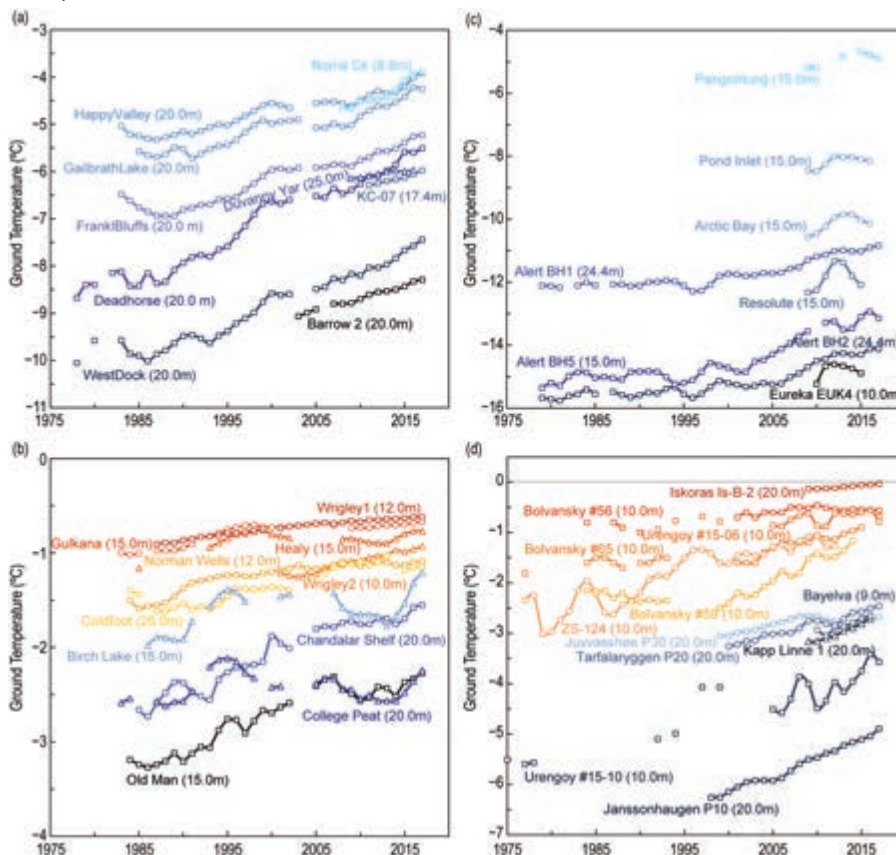 (a)
Ground Temperature (ºC)
−3
−4
−5
−6
−7
−8
−9
−10
−11
1975
1985
1995
2005
2015
HappyValley (20.0m)
GailbrathLake (20.0m)
FranklBluffs (20.0 m)
Duvanny Yar (25.0m)
KC-07 (17.4m)
Deadhorse (20.0 m)
Barrow 2 (20.0m)
WestDock (20.0m)
(c)
Ground Temperature (ºC)
−4
−6
−8
−10
−12
−14
−16
1975
1985
1995
2005
2015
Pangnirtung (15.0m)
Pond Inlet (15.0m)
Arctic Bay (15.0m)
Alert BH1 (24.4m)
Resolute (15.0m)
Alert BH2 (24.4m)
Alert BH5 (15.0m)
Eureka EUK4 (10.0m)
(b)
Ground Temperature (ºC)
0
−1
−2
−3
−4
1975
1985
1995
2005
2015
Wrigley1 (12.0m)
Gulkana (15.0m)
Healy (15.0m)
Norman Wells (12.0m)
Wrigley2 (10.0m)
Coldfoot
Chandalar Shelf (20.0m)
Birch Lake (15.0m)
College Peat (20.0m)
Old Man (15.0m)
(d)
Ground Temperature (ºC)
0
−1
−2
−3
−4
−5
−6
−7
1975
1985
1995
2005
2015
Iskoras Is-B-2 (20.0m)
Bolvansky #56 (10.0m)
Urengoy #15-06 (10.0m)
Bolvansky #65 (10.0m)
Bolvansky #59 (10.0m)
Bayelva (9.0m)
ZS-124 (10.0m)
Juvvasshøe P30 (20.0m)
Tarfalaryggen P20 (20.0m)
Kapp Linne 1 (20.0m)
Urengoy #15-10 (10.0m)
Janssonhaugen P10 (20.0m)